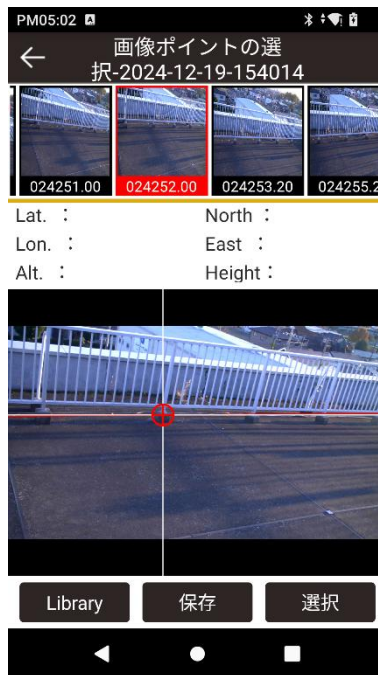 PM05:02 A
画像ポイントの選
択-2024-12-19-154014
024251.00 024252.00 024253.20 024255.2
Lat. : North :
Lon. : East :
Alt. : Height :
Library 保存 選択